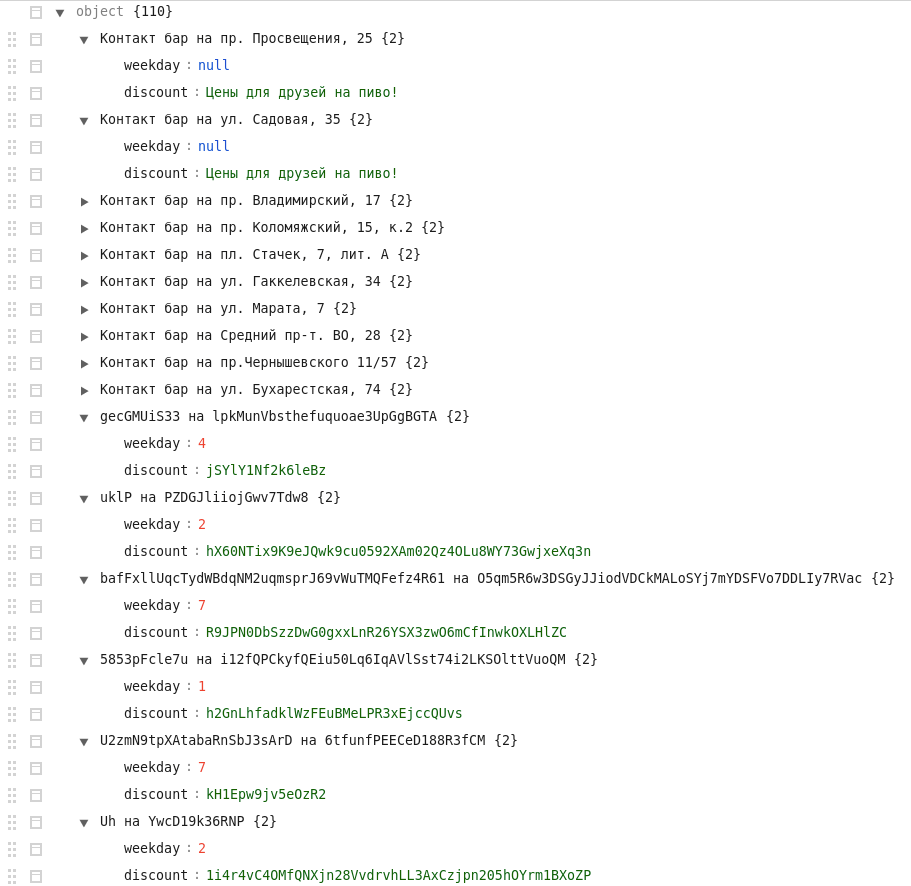 object {110}
Контакт бар на пр. Просвещения, 25 {2}
weekday : null
discount : Цены для друзей на пиво!
Контакт бар на ул. Садовая, 35 {2}
weekday : null
discount : Цены для друзей на пиво!
Контакт бар на пр. Владимирский, 17 {2}
Контакт бар на пр. Коломяжский, 15, к.2 {2}
Контакт бар на пл. Стачек, 7, лит. А {2}
Контакт бар на ул. Гаккелевская, 34 {2}
Контакт бар на ул. Марата, 7 {2}
Контакт бар на Средний пр-т. ВО, 28 {2}
Контакт бар на пр.Чернышевского 11/57 {2}
Контакт бар на ул. Бухарестская, 74 {2}
gecGMUiS33 на lpkMunVbsthefuquoae3UpGgBGTA {2}
weekday : 4
discount : jSYlY1Nf2k6leBz
uklP на PZDGJliiojGwv7Tdw8 {2}
weekday : 2
discount : hX60NTix9K9eJQwk9cu0592XAm02Qz4OLu8WY73GwjxeXq3n
bafFxllUqcTydWBdqNM2uqmsprJ69vWuTMQFefz4R61 на O5qm5R6w3DSGyJJiodVDCkMALoSYj7mYDSFVo7DDLIy7RVac {2}
weekday : 7
discount : R9JPN0DbSzzDwG0gxxLnR26YSX3zwO6mCfInwkOXLHlZC
5853pFcle7u на i12fQPCkyfQEiu50Lq6IqAVlSst74i2LKSOlttVuoQM {2}
weekday : 1
discount : h2GnLhfadklWzFEuBMeLPR3xEjccQUvs
U2zmN9tpXAtabaRnSbJ3sArD на 6tfunfPEECeD188R3fCM {2}
weekday : 7
discount : kH1Epw9jv5eOzR2
Uh на YwcD19k36RNP {2}
weekday : 2
discount : 1i4r4vC4OMfQNXjn28VvdrvhLL3AxCzjpn205hOYrm1BXoZP